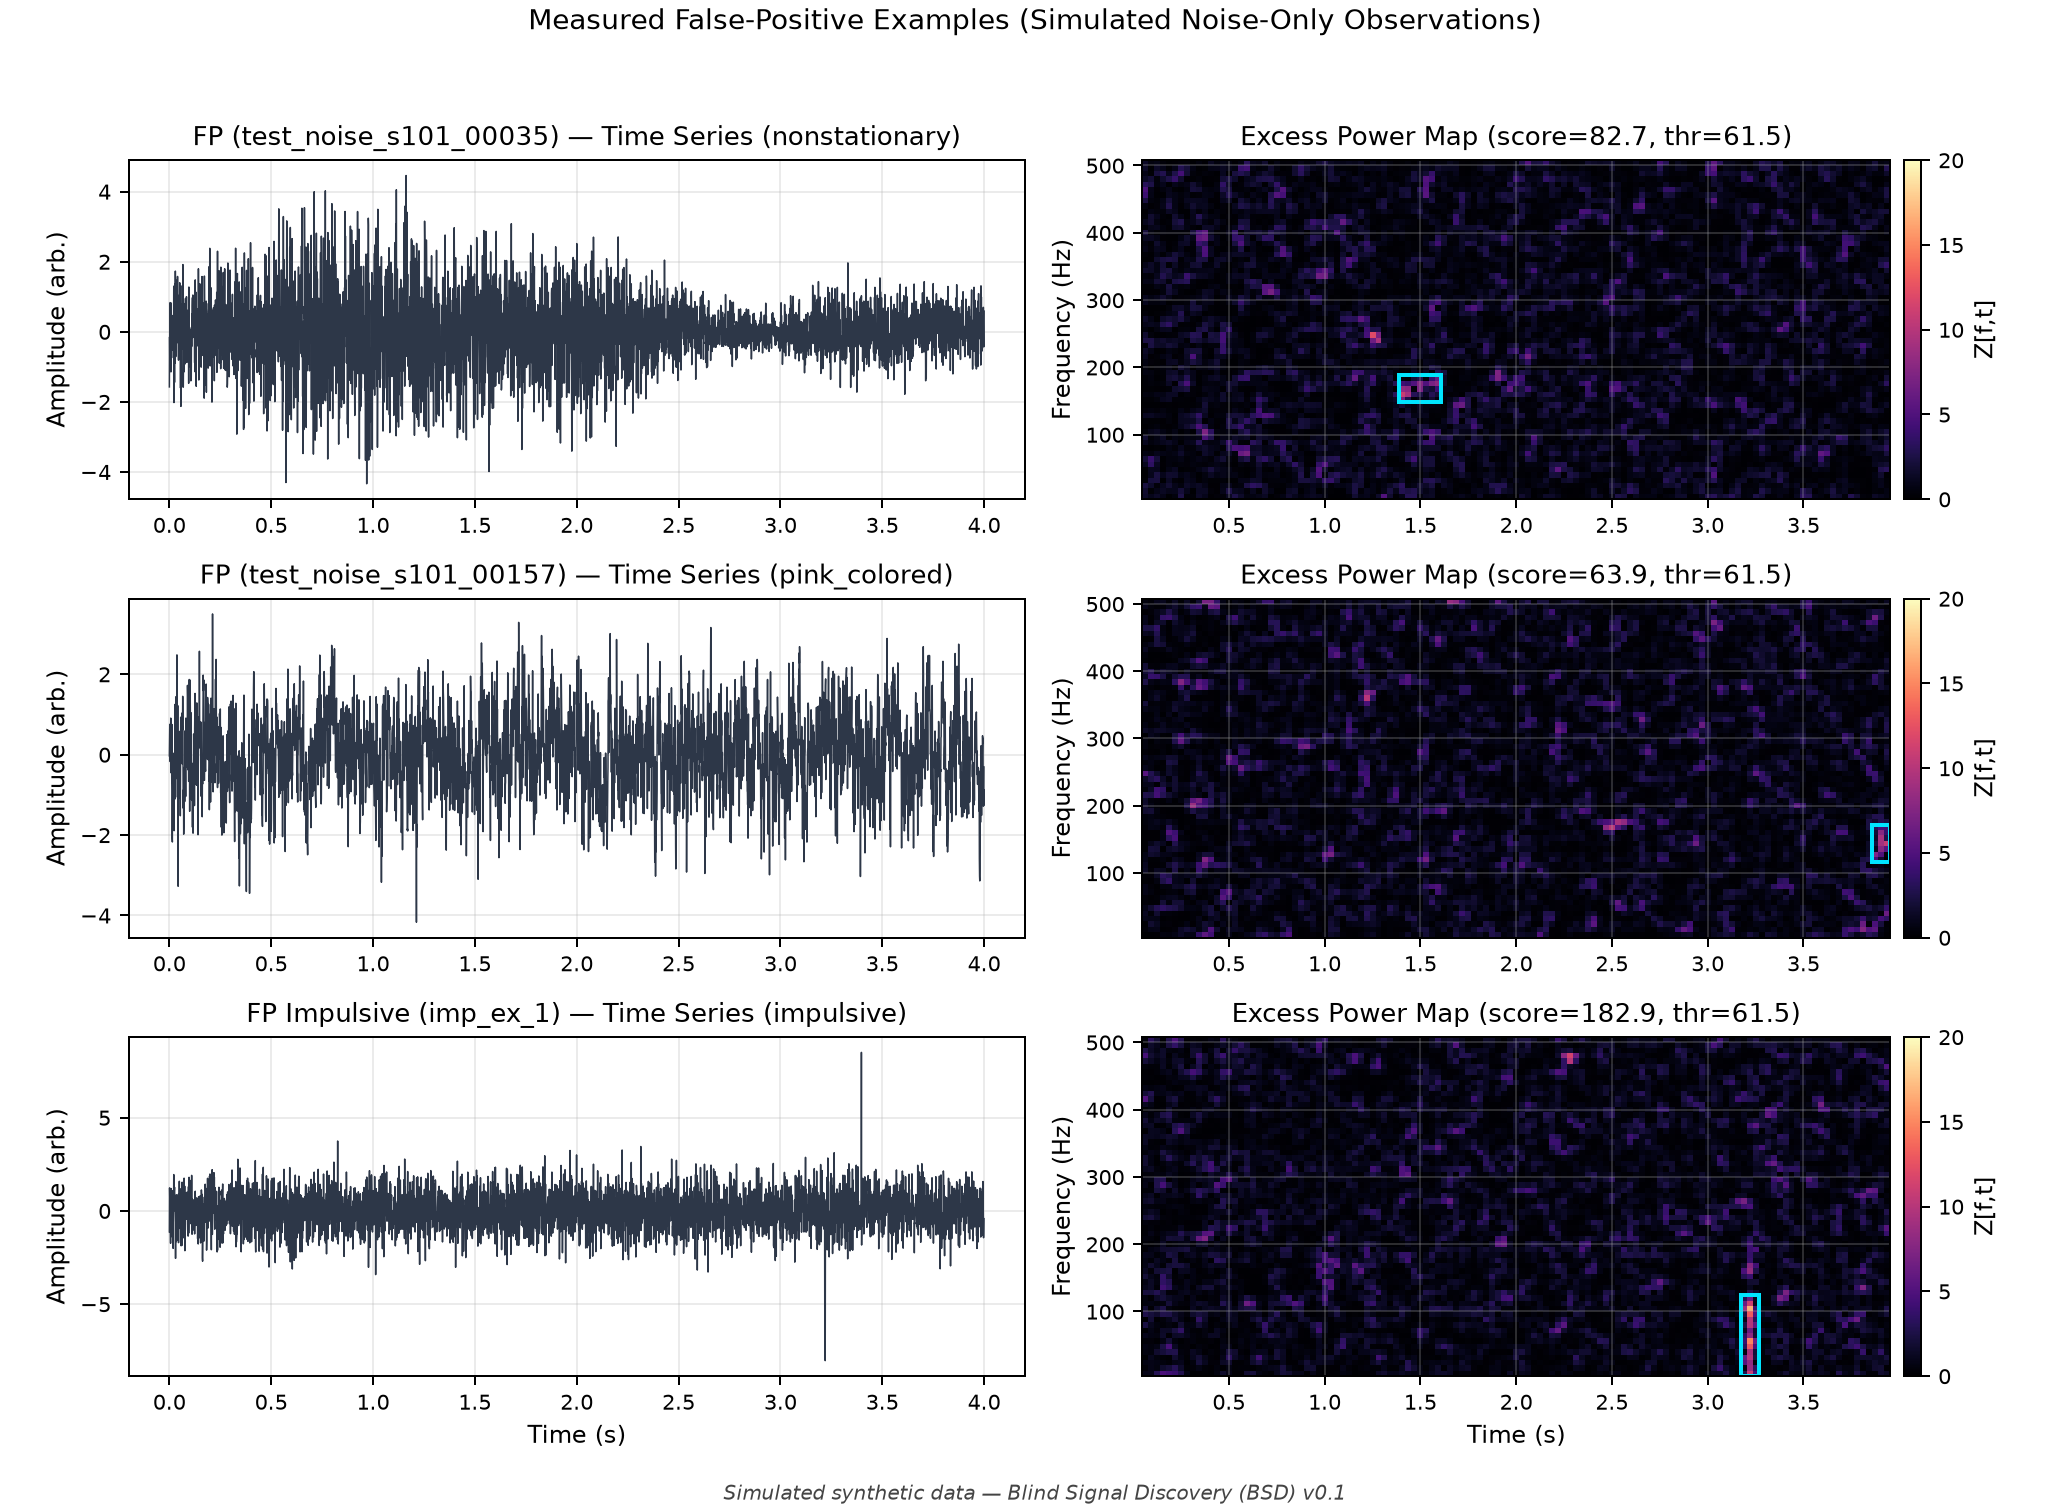 Measured False-Positive Examples (Simulated Noise-Only Observations)
FP (test_noise_s101_00035) — Time Series (nonstationary)
Amplitude (arb.)
4
2
0
−2
−4
0.0 0.5 1.0 1.5 2.0 2.5 3.0 3.5 4.0
Excess Power Map (score=82.7, thr=61.5)
Frequency (Hz)
500
400
300
200
100
0.5 1.0 1.5 2.0 2.5 3.0 3.5
20
15
10
5
0
Z[f,t]
FP (test_noise_s101_00157) — Time Series (pink_colored)
Amplitude (arb.)
2
0
−2
−4
0.0 0.5 1.0 1.5 2.0 2.5 3.0 3.5 4.0
Excess Power Map (score=63.9, thr=61.5)
Frequency (Hz)
500
400
300
200
100
0.5 1.0 1.5 2.0 2.5 3.0 3.5
20
15
10
5
0
Z[f,t]
FP Impulsive (imp_ex_1) — Time Series (impulsive)
Amplitude (arb.)
5
0
−5
0.0 0.5 1.0 1.5 2.0 2.5 3.0 3.5 4.0
Time (s)
Excess Power Map (score=182.9, thr=61.5)
Frequency (Hz)
500
400
300
200
100
0.5 1.0 1.5 2.0 2.5 3.0 3.5
Time (s)
20
15
10
5
0
Z[f,t]
Simulated synthetic data — Blind Signal Discovery (BSD) v0.1